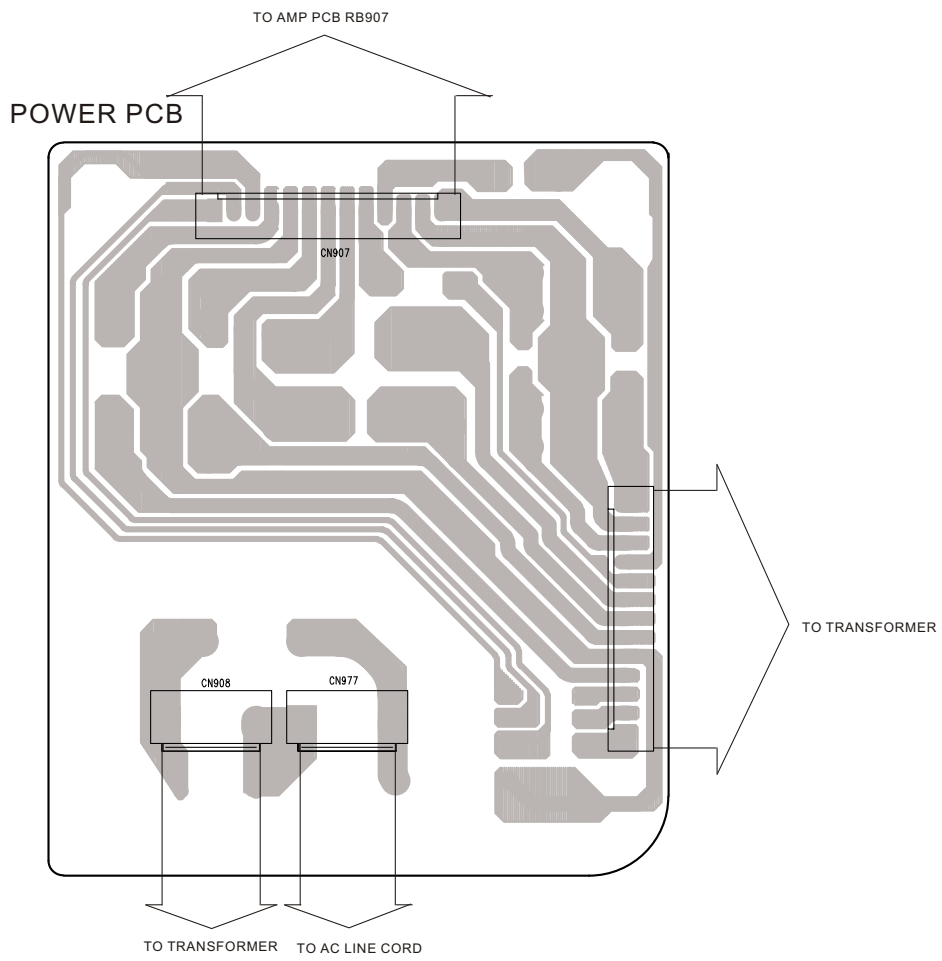 TO AMP PCB RB907
POWER PCB
CN907
TO TRANSFORMER
CN908
CN977
TO TRANSFORMER
TO AC LINE CORD